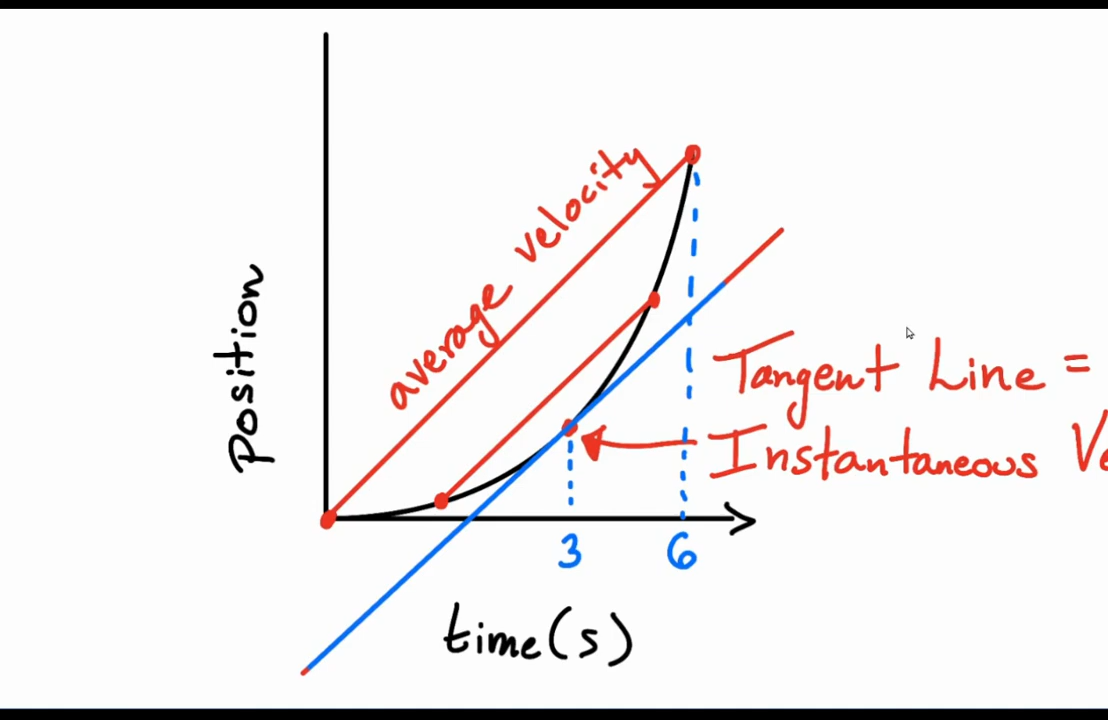 average velocity
position
Tangent Line =
Instantaneous Ve
3
6
time(s)